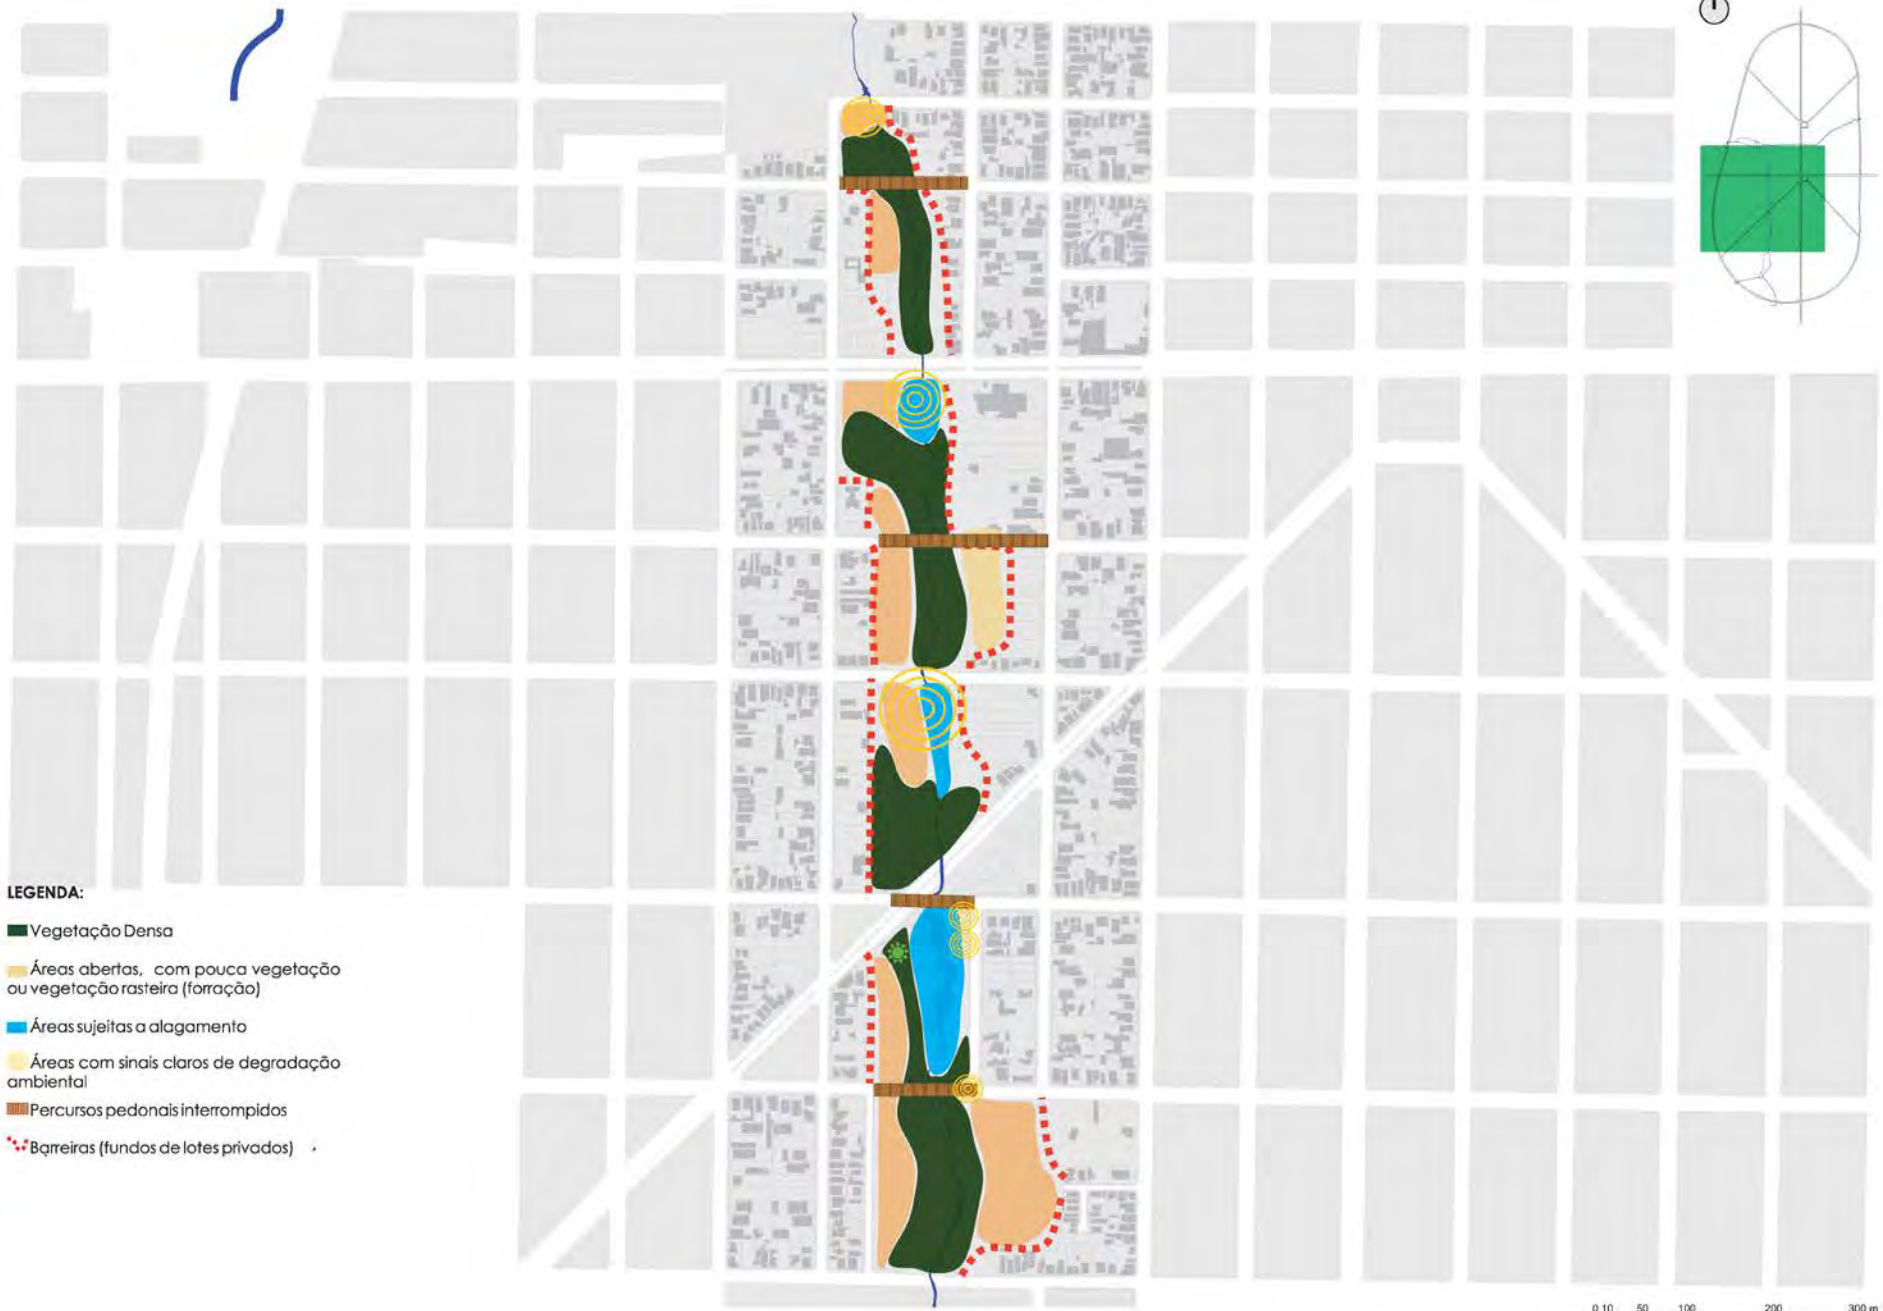 LEGENDA:
Vegetação Densa
Áreas abertas, com pouca vegetação
ou vegetação rasteira (forração)
Áreas sujeitas a alagamento
Áreas com sinais claros de degradação
ambiental
Percursos pedonais interrompidos
Barreiras (fundos de lotes privados)
0 10 50 100 200 300 m